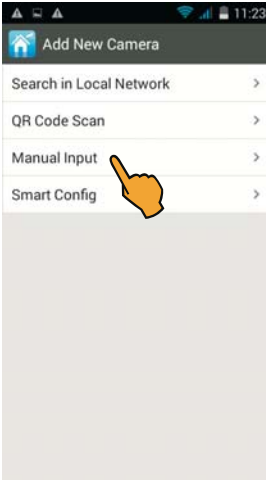 11:23
Add New Camera
Search in Local Network
QR Code Scan
Manual Input
Smart Config